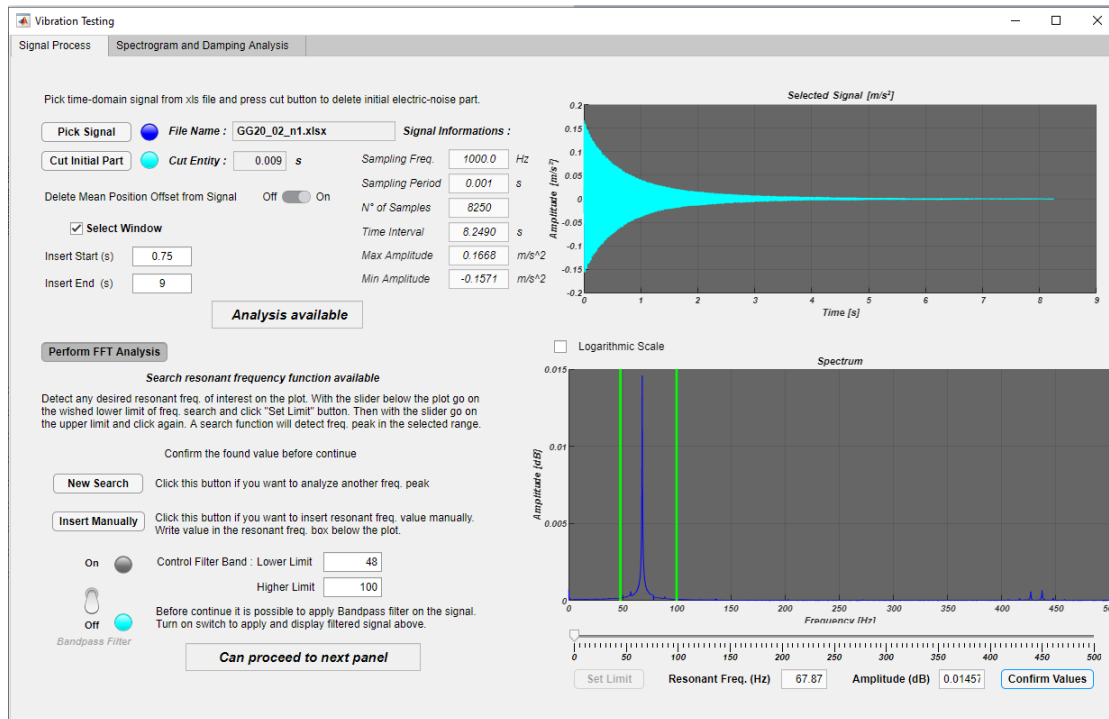 Vibration Testing
Signal Process
Spectrogram and Damping Analysis
Pick time-domain signal from xls file and press cut button to delete initial electric-noise part.
Pick Signal
File Name :
GG20_02_n1.xlsx
Signal Informations :
Cut Initial Part
Cut Entity :
0.009
s
Sampling Freq.
1000.0
Hz
Sampling Period
0.001
s
N° of Samples
8250
Time Interval
8.2490
s
Max Amplitude
0.1668
m/s^2
Min Amplitude
-0.1571
m/s^2
Delete Mean Position Offset from Signal
Off
On
Select Window
Insert Start (s)
0.75
Insert End (s)
9
Analysis available
Selected Signal [m/s²]
Amplitude [m/s²]
0.2
0.15
0.1
0.05
0
-0.05
-0.1
-0.15
-0.2
0 1 2 3 4 5 6 7 8 9
Time [s]
Perform FFT Analysis
Search resonant frequency function available
Detect any desired resonant freq. of interest on the plot. With the slider below the plot go on
the wished lower limit of freq. search and click "Set Limit" button. Then with the slider go on
the upper limit and click again. A search function will detect freq. peak in the selected range.
Confirm the found value before continue
New Search
Click this button if you want to analyze another freq. peak
Insert Manually
Click this button if you want to insert resonant freq. value manually.
Write value in the resonant freq. box below the plot.
On
Control Filter Band : Lower Limit
48
Higher Limit
100
Off
Before continue it is possible to apply Bandpass filter on the signal.
Turn on switch to apply and display filtered signal above.
Bandpass Filter
Can proceed to next panel
Logarithmic Scale
Spectrum
Amplitude [dB]
0.015
0.01
0.005
0
0 50 100 150 200 250 300 350 400 450
Frequency [Hz]
0 50 100 150 200 250 300 350 400 450 500
Set Limit
Resonant Freq. (Hz)
67.87
Amplitude (dB)
0.01457
Confirm Values